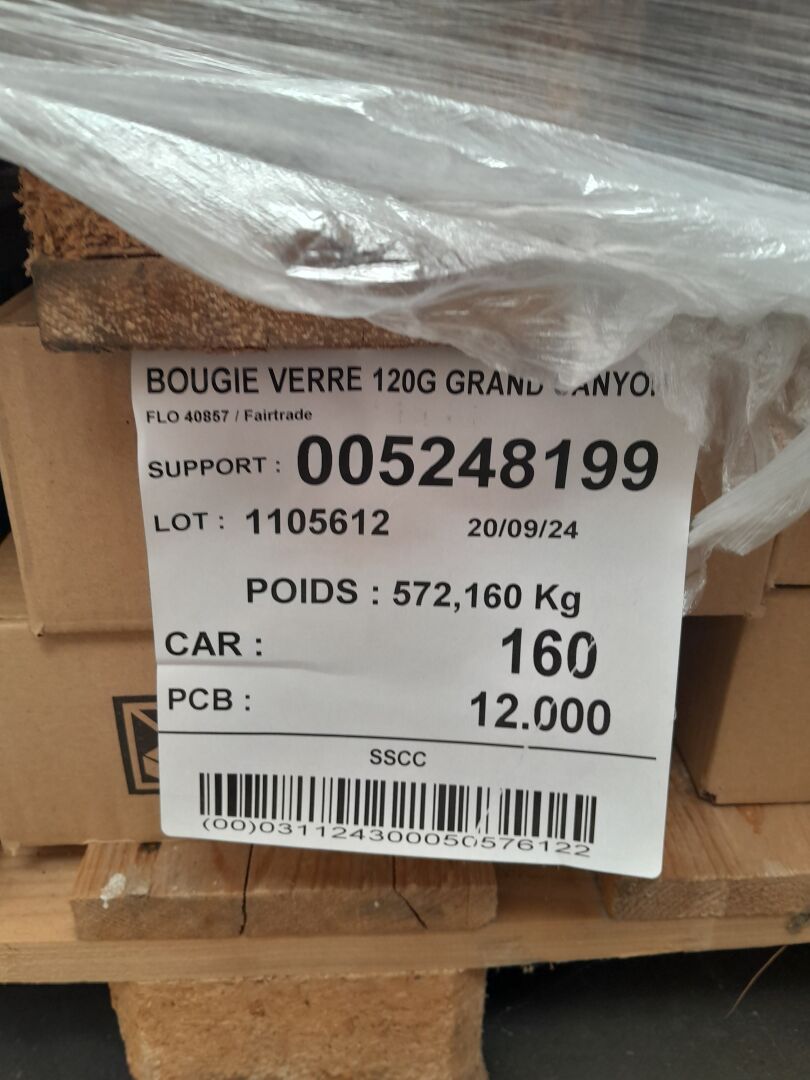 BOUGIE VERRE 120G GRAND
FLO 40857 / Fairtrade
SUPPORT : 005248199
LOT : 1105612 20/09/24
POIDS : 572,160 Kg
CAR : 160
PCB : 12.000
SSCC
(00)031124300050576122